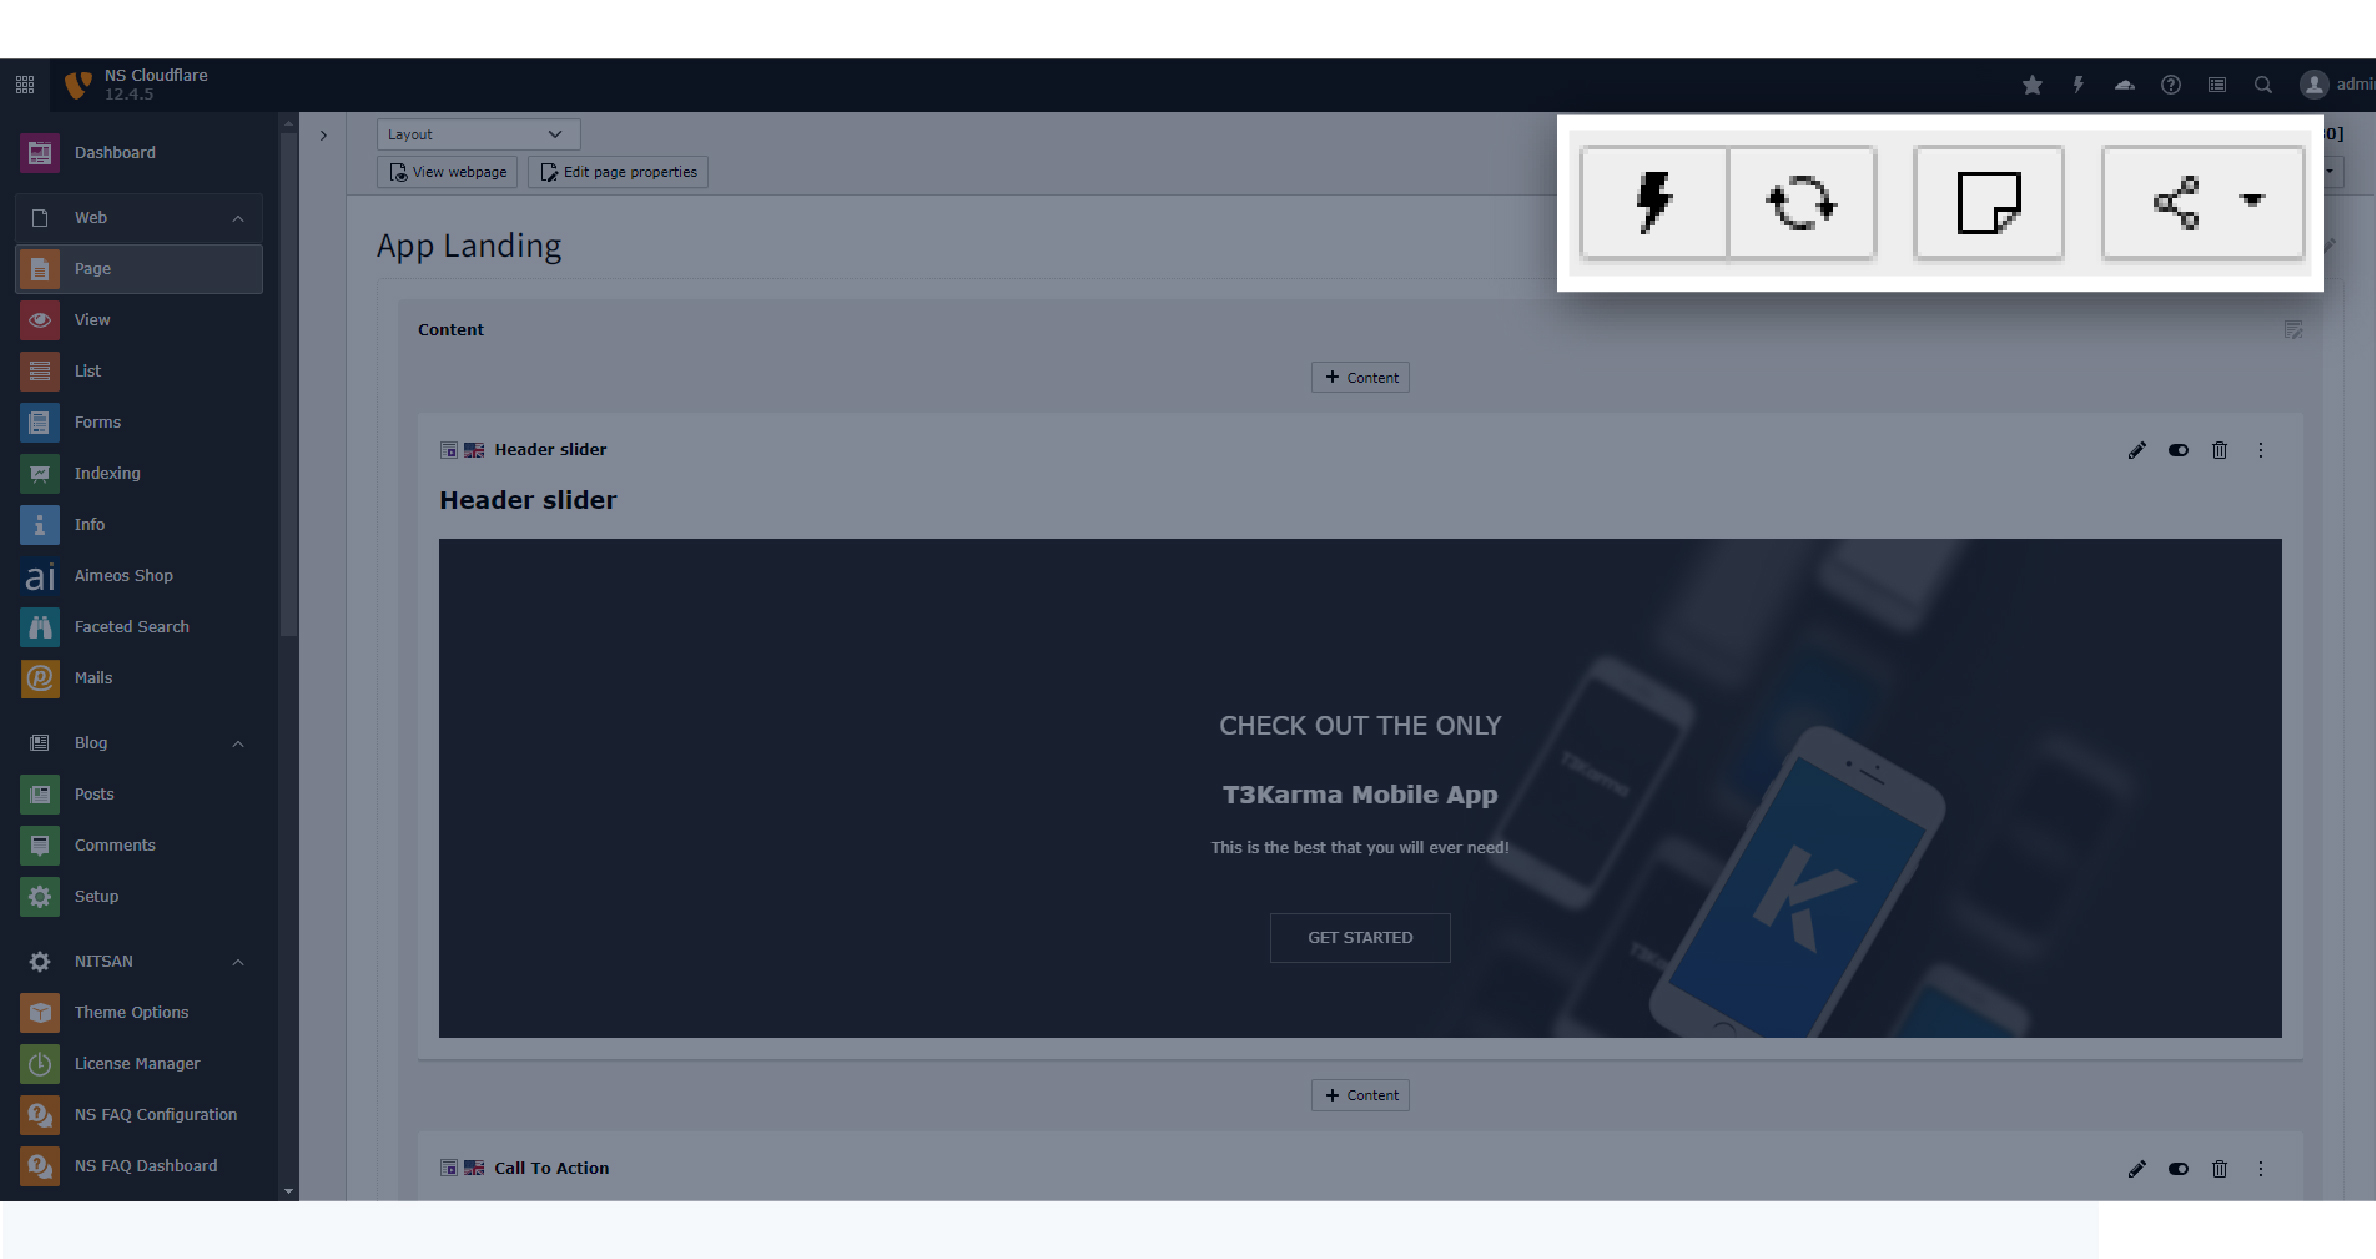 NS Cloudflare
12.4.5
Dashboard
Web
Page
View
List
Forms
Indexing
Info
ai Aimeos Shop
Faceted Search
Mails
Blog
Posts
Comments
Setup
NITSAN
Theme Options
License Manager
NS FAQ Configuration
NS FAQ Dashboard
Layout
View webpage
Edit page properties
App Landing
Content
+ Content
Header slider
Header slider
CHECK OUT THE ONLY
T3Karma Mobile App
This is the best that you will ever need!
GET STARTED
T3Karma
K
+ Content
Call To Action